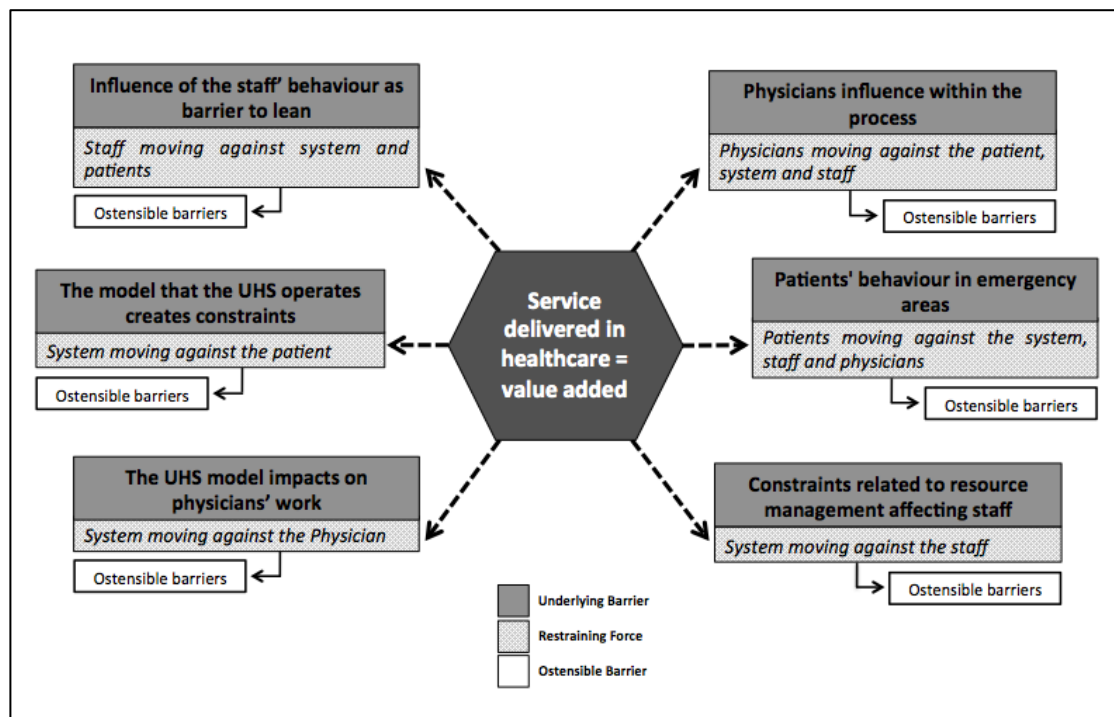 Influence of the staff' behaviour as
barrier to lean
Staff moving against system and
patients
Ostensible barriers
The model that the UHS operates
creates constraints
System moving against the patient
Ostensible barriers
The UHS model impacts on
physicians' work
System moving against the Physician
Ostensible barriers
Service
delivered in
healthcare =
value added
Physicians influence within the
process
Physicians moving against the patient,
system and staff
Ostensible barriers
Patients' behaviour in emergency
areas
Patients moving against the system,
staff and physicians
Ostensible barriers
Constraints related to resource
management affecting staff
System moving against the staff
Ostensible barriers
Underlying Barrier
Restraining Force
Ostensible Barrier